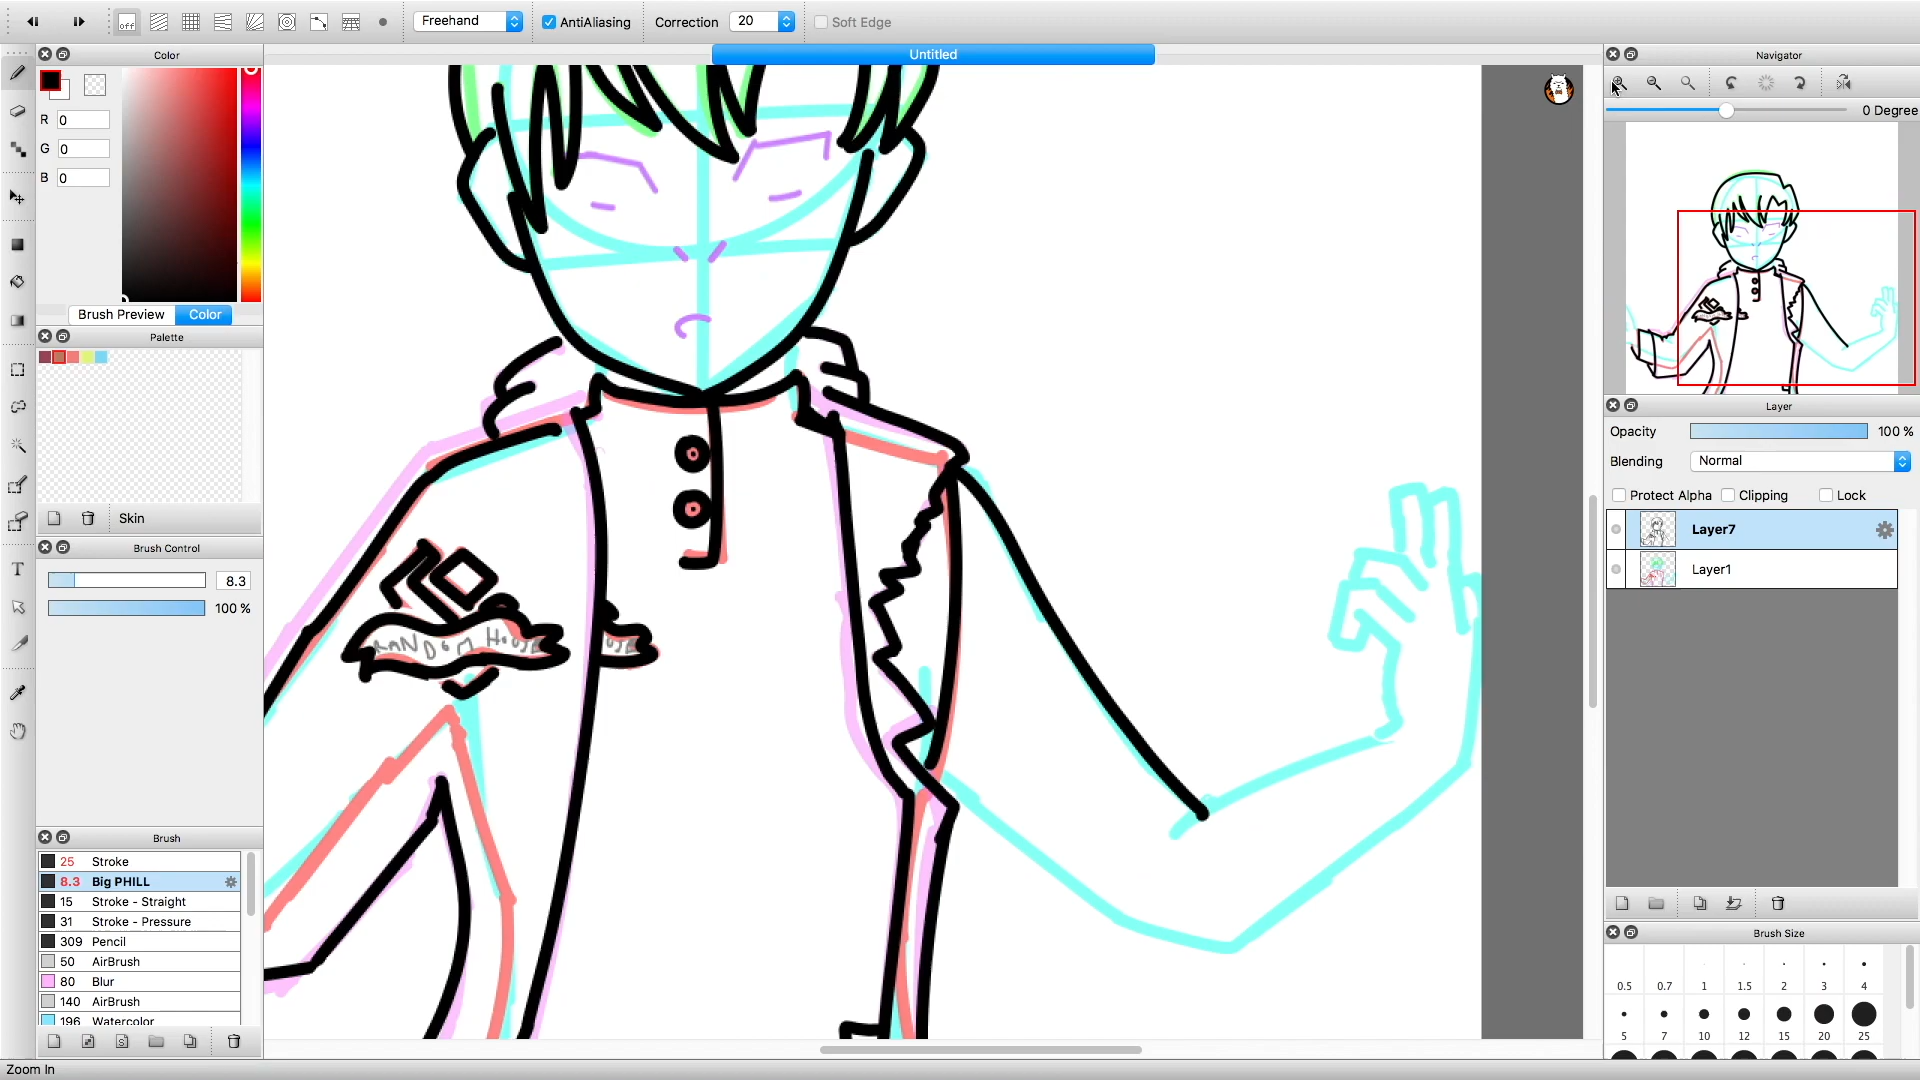 Freehand AntiAliasing Correction 20 Soft Edge
Untitled
Color
R 0
G 0
B 0
Brush Preview Color
Palette
Skin
Brush Control
8.3
100 %
Brush
25 Stroke
8.3 Big PHILL
15 Stroke - Straight
31 Stroke - Pressure
309 Pencil
50 AirBrush
80 Blur
140 AirBrush
196 Watercolor
Zoom In
off
T
RANDOM HOUSE
USE
Navigator
0 Degree
Layer
Opacity 100 %
Blending Normal
Protect Alpha Clipping Lock
Layer7
Layer1
Brush Size
0.5 0.7 1 1.5 2 3 4
5 7 10 12 15 20 25